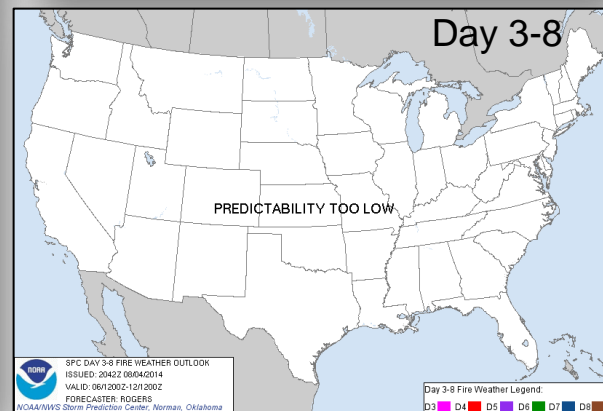 Day 3-8
PREDICTABILITY TOO LOW
NOAA
SPC DAY 3-8 FIRE WEATHER OUTLOOK
ISSUED: 2042Z 08/04/2014
VALID: 06/1200Z-12/1200Z
FORECASTER: ROGERS
NOAA/NWS Storm Prediction Center, Norman, Oklahoma
Day 3-8 Fire Weather Legend:
D3 D4 D5 D6 D7 D8